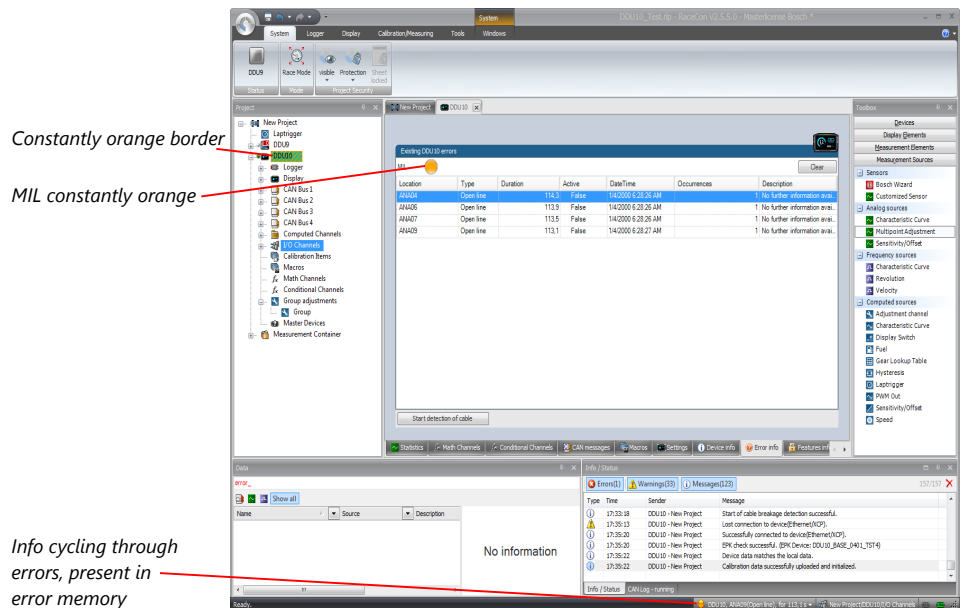 DDU10_Test.rlp - RaceCon V2.5.5.0 - Masterlicense Bosch *
System
System Logger Display Calibration/Measuring Tools Windows
DDU9 Race Mode visible Protection Sheet locked
Status Mode Project Security
Project
New Project
Laptrigger
DDU9
DDU10
Logger
Display
CAN Bus 1
CAN Bus 2
CAN Bus 3
CAN Bus 4
Computed Channels
I/O Channels
Calibration Items
Macros
fx Math Channels
fx Conditional Channels
Group adjustments
Group
Master Devices
Measurement Container
Constantly orange border
MIL constantly orange
Info cycling through
errors, present in
error memory
New Project DDU10 x
Existing DDU10 errors
MIL
Clear
Location Type Duration Active DateTime Occurrences Description
ANA04 Open line 114,3 False 1/4/2000 6:28:26 AM 1 No further information avai...
ANA06 Open line 113,9 False 1/4/2000 6:28:26 AM 1 No further information avai...
ANA07 Open line 113,5 False 1/4/2000 6:28:26 AM 1 No further information avai...
ANA09 Open line 113,1 False 1/4/2000 6:28:27 AM 1 No further information avai...
Start detection of cable
Statistics Math Channels Conditional Channels CAN messages Macros Settings Device info Error info Features inf
Toolbox
Devices
Display Elements
Measurement Elements
Measurement Sources
Sensors
Bosch Wizard
Customized Sensor
Analog sources
Characteristic Curve
Multipoint Adjustment
Sensitivity/Offset
Frequency sources
Characteristic Curve
Revolution
Velocity
Computed sources
Adjustment channel
Characteristic Curve
Display Switch
Fuel
Gear Lookup Table
Hysteresis
Laptrigger
PWM Out
Sensitivity/Offset
Speed
Data
error_
Show all
Name Source Description
No information
Info / Status
Errors(1) Warnings(33) Messages(123) 157/157
Type Time Sender Message
17:33:18 DDU10 - New Project Start of cable breakage detection successful.
17:35:13 DDU10 - New Project Lost connection to device(Ethernet/XCP).
17:35:20 DDU10 - New Project Successfully connected to device(Ethernet/XCP).
17:35:20 DDU10 - New Project EPK check successful. (EPK Device: DDU10_BASE_0401_TST4)
17:35:22 DDU10 - New Project Device data matches the local data.
17:35:22 DDU10 - New Project Calibration data successfully uploaded and initialized.
Info / Status CAN Log - running
Ready.
DDU10, ANA09(Open line), for 113,1 s New Project/DDU10/I/O Channels